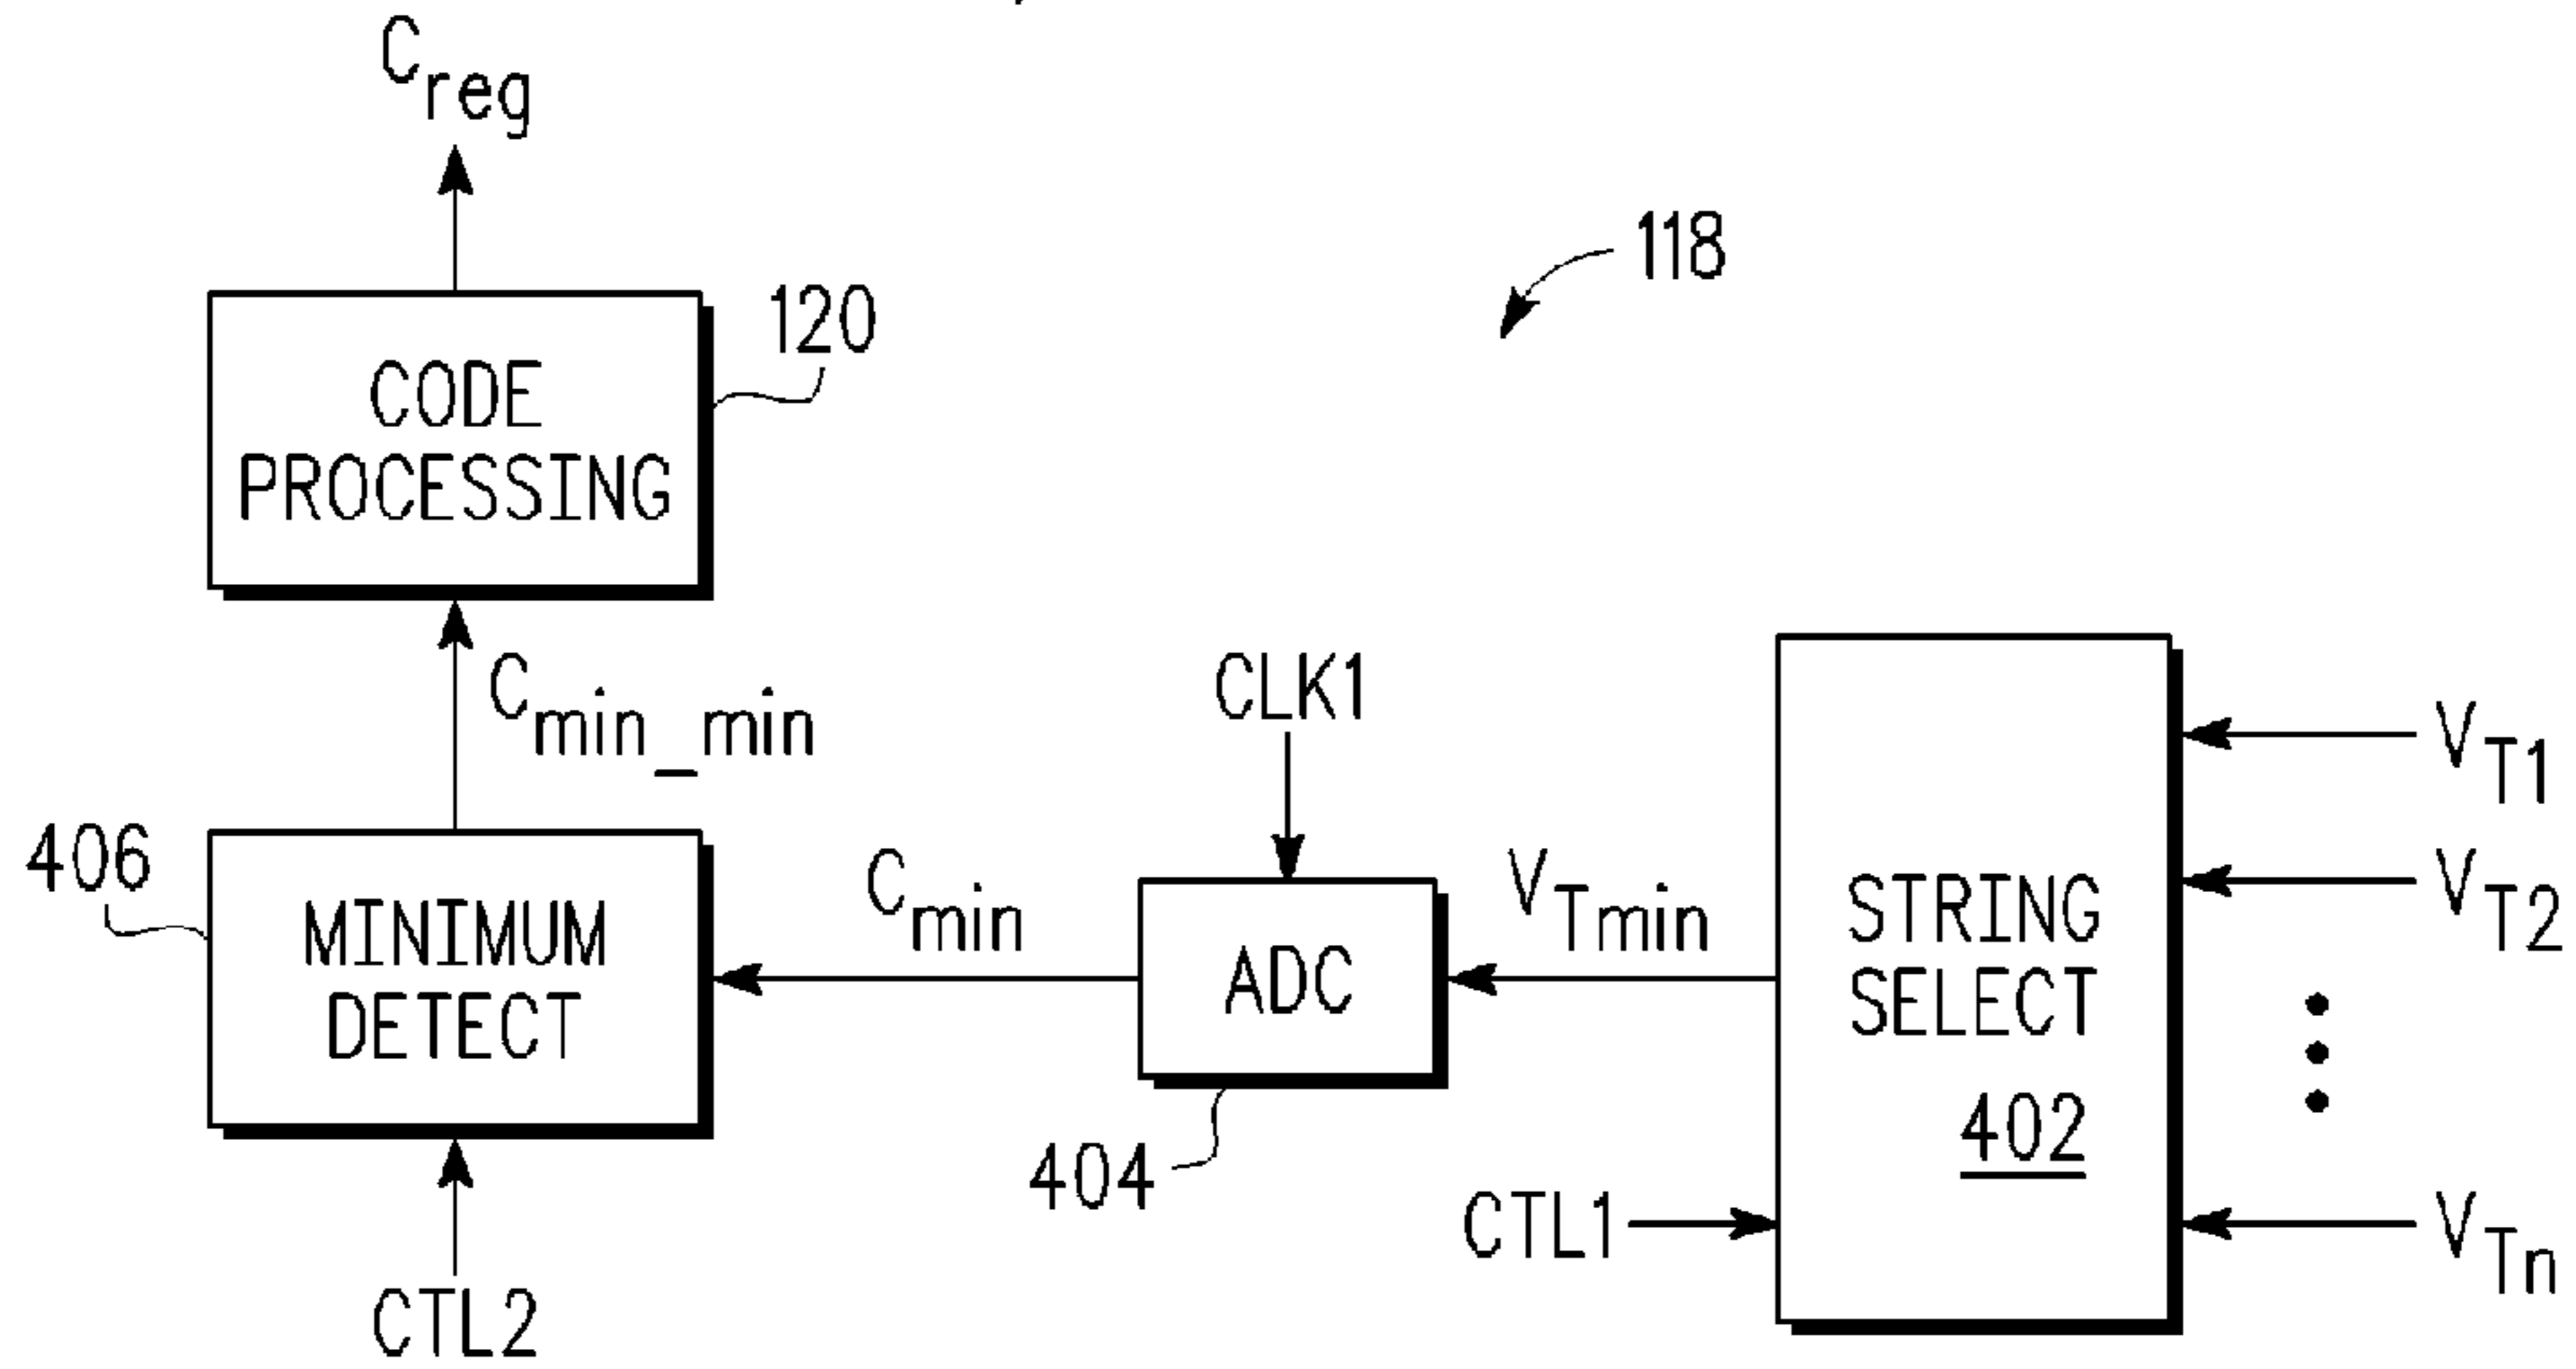 C_reg
118
120
CODE
PROCESSING
C_min_min
CLK1
V_T1
406
MINIMUM
DETECT
C_min
ADC
V_Tmin
STRING
SELECT
402
V_T2
404
CTL1
V_Tn
CTL2